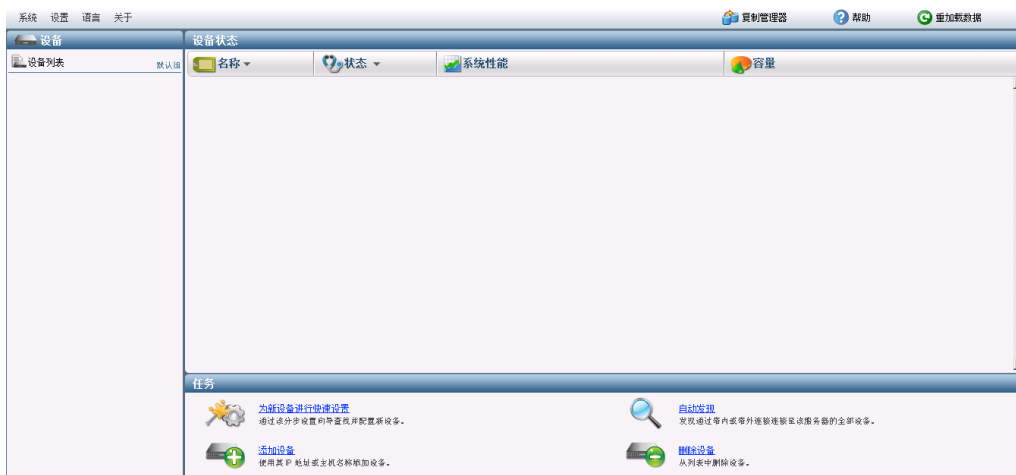 系统 设置 语言 关于 复制管理器 帮助 重加载数据
设备 设备状态
设备列表 默认组 名称 状态 系统性能 容量
任务
为新设备进行快速设置 自动发现
通过该分步设置向导查找并配置新设备。 发现通过带内或带外连接连接至该服务器的全部设备。
添加设备 删除设备
使用其 IP 地址或主机名称添加设备。 从列表中删除设备。